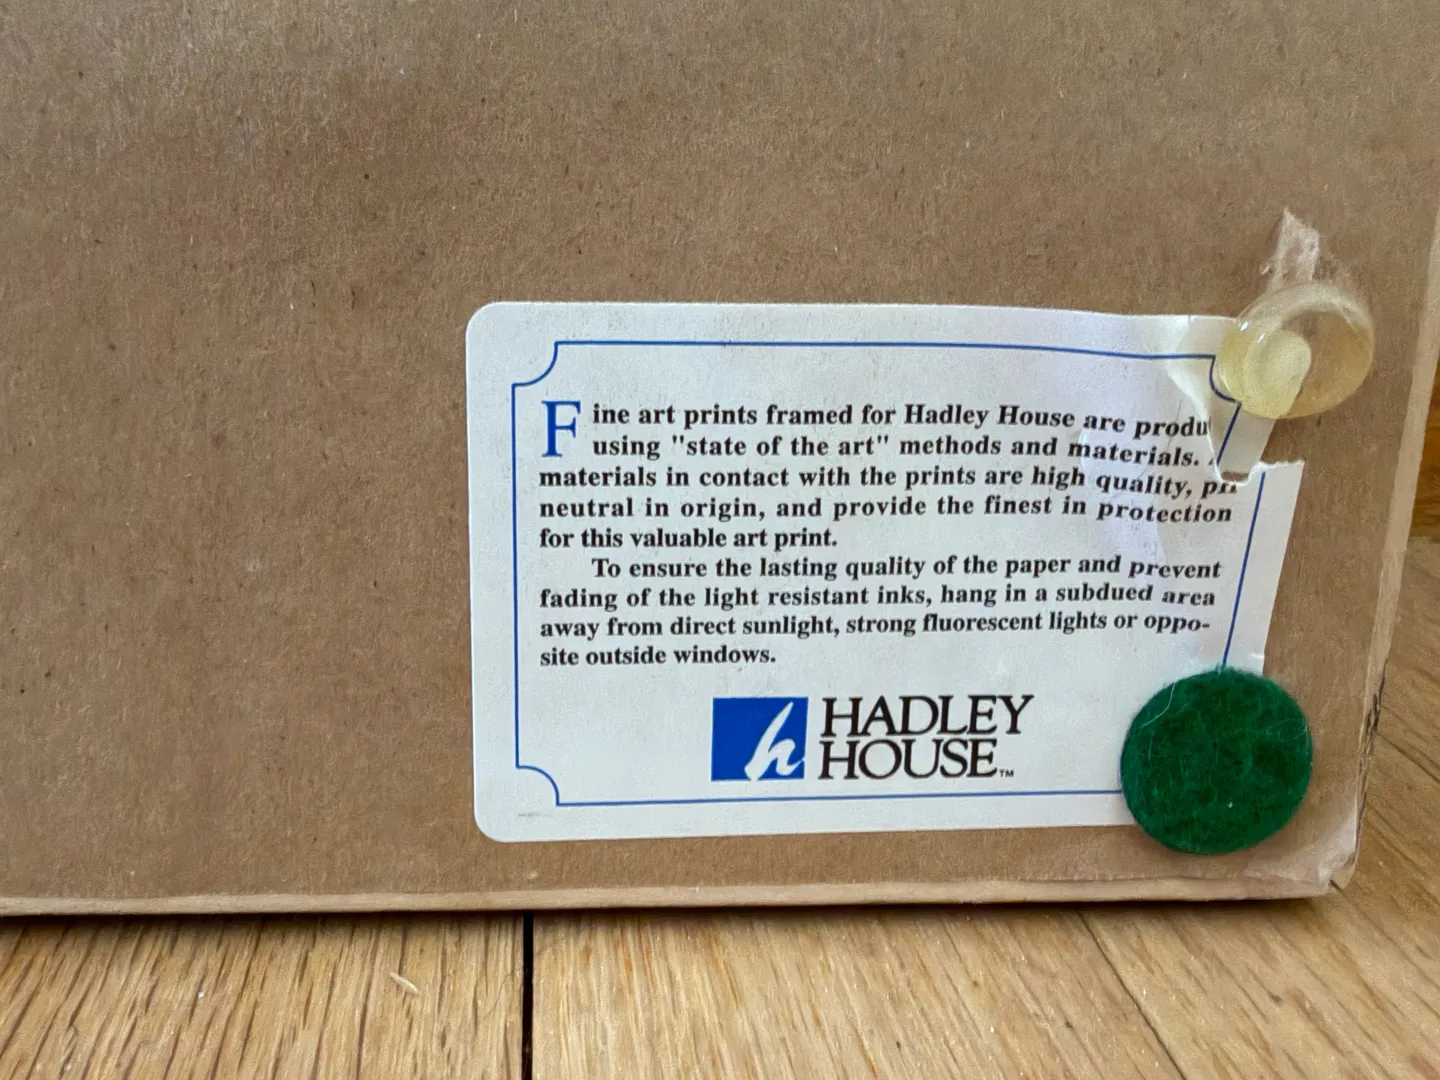 Fine art prints framed for Hadley House are produ
using "state of the art" methods and materials.
materials in contact with the prints are high quality,
neutral in origin, and provide the finest in protection
for this valuable art print.
To ensure the lasting quality of the paper and prevent
fading of the light resistant inks, hang in a subdued area
away from direct sunlight, strong fluorescent lights or oppo-
site outside windows.
h
HADLEY
HOUSE™